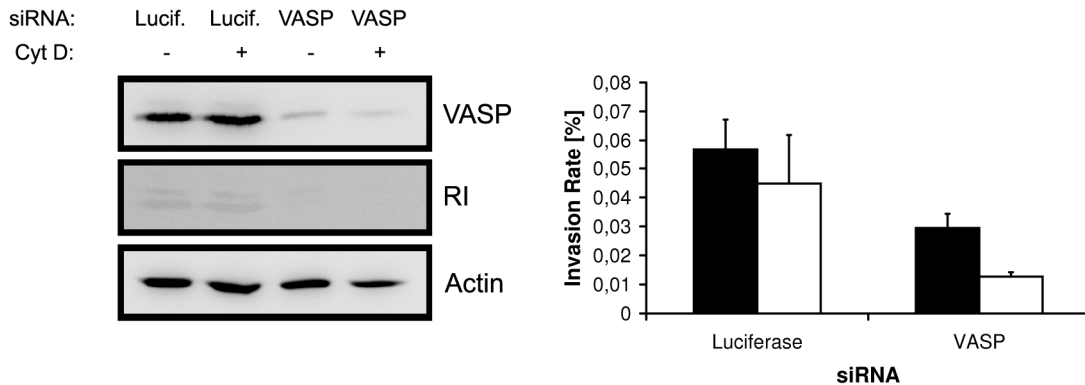 siRNA: Lucif. Lucif. VASP VASP
Cyt D: - + - +
VASP
RI
Actin
Invasion Rate [%]
0,08
0,07
0,06
0,05
0,04
0,03
0,02
0,01
0
Luciferase VASP
siRNA